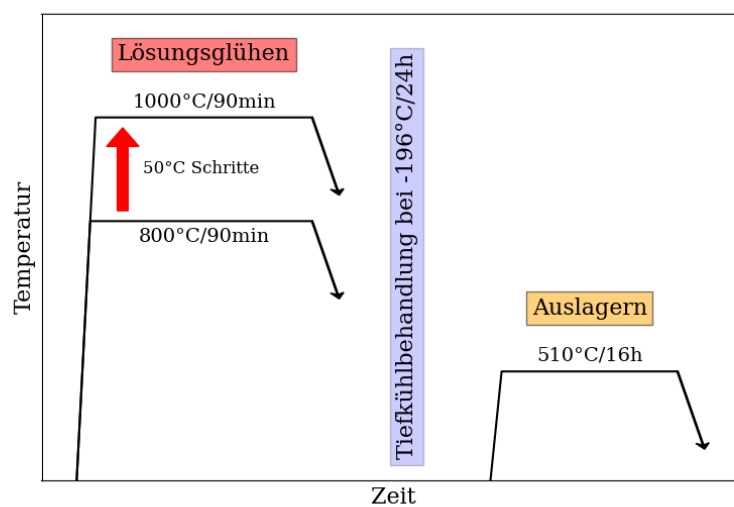 Lösungsglühen
1000°C/90min
50°C Schritte
800°C/90min
Tiefkühlbehandlung bei -196°C/24h
Auslagern
510°C/16h
Temperatur
Zeit